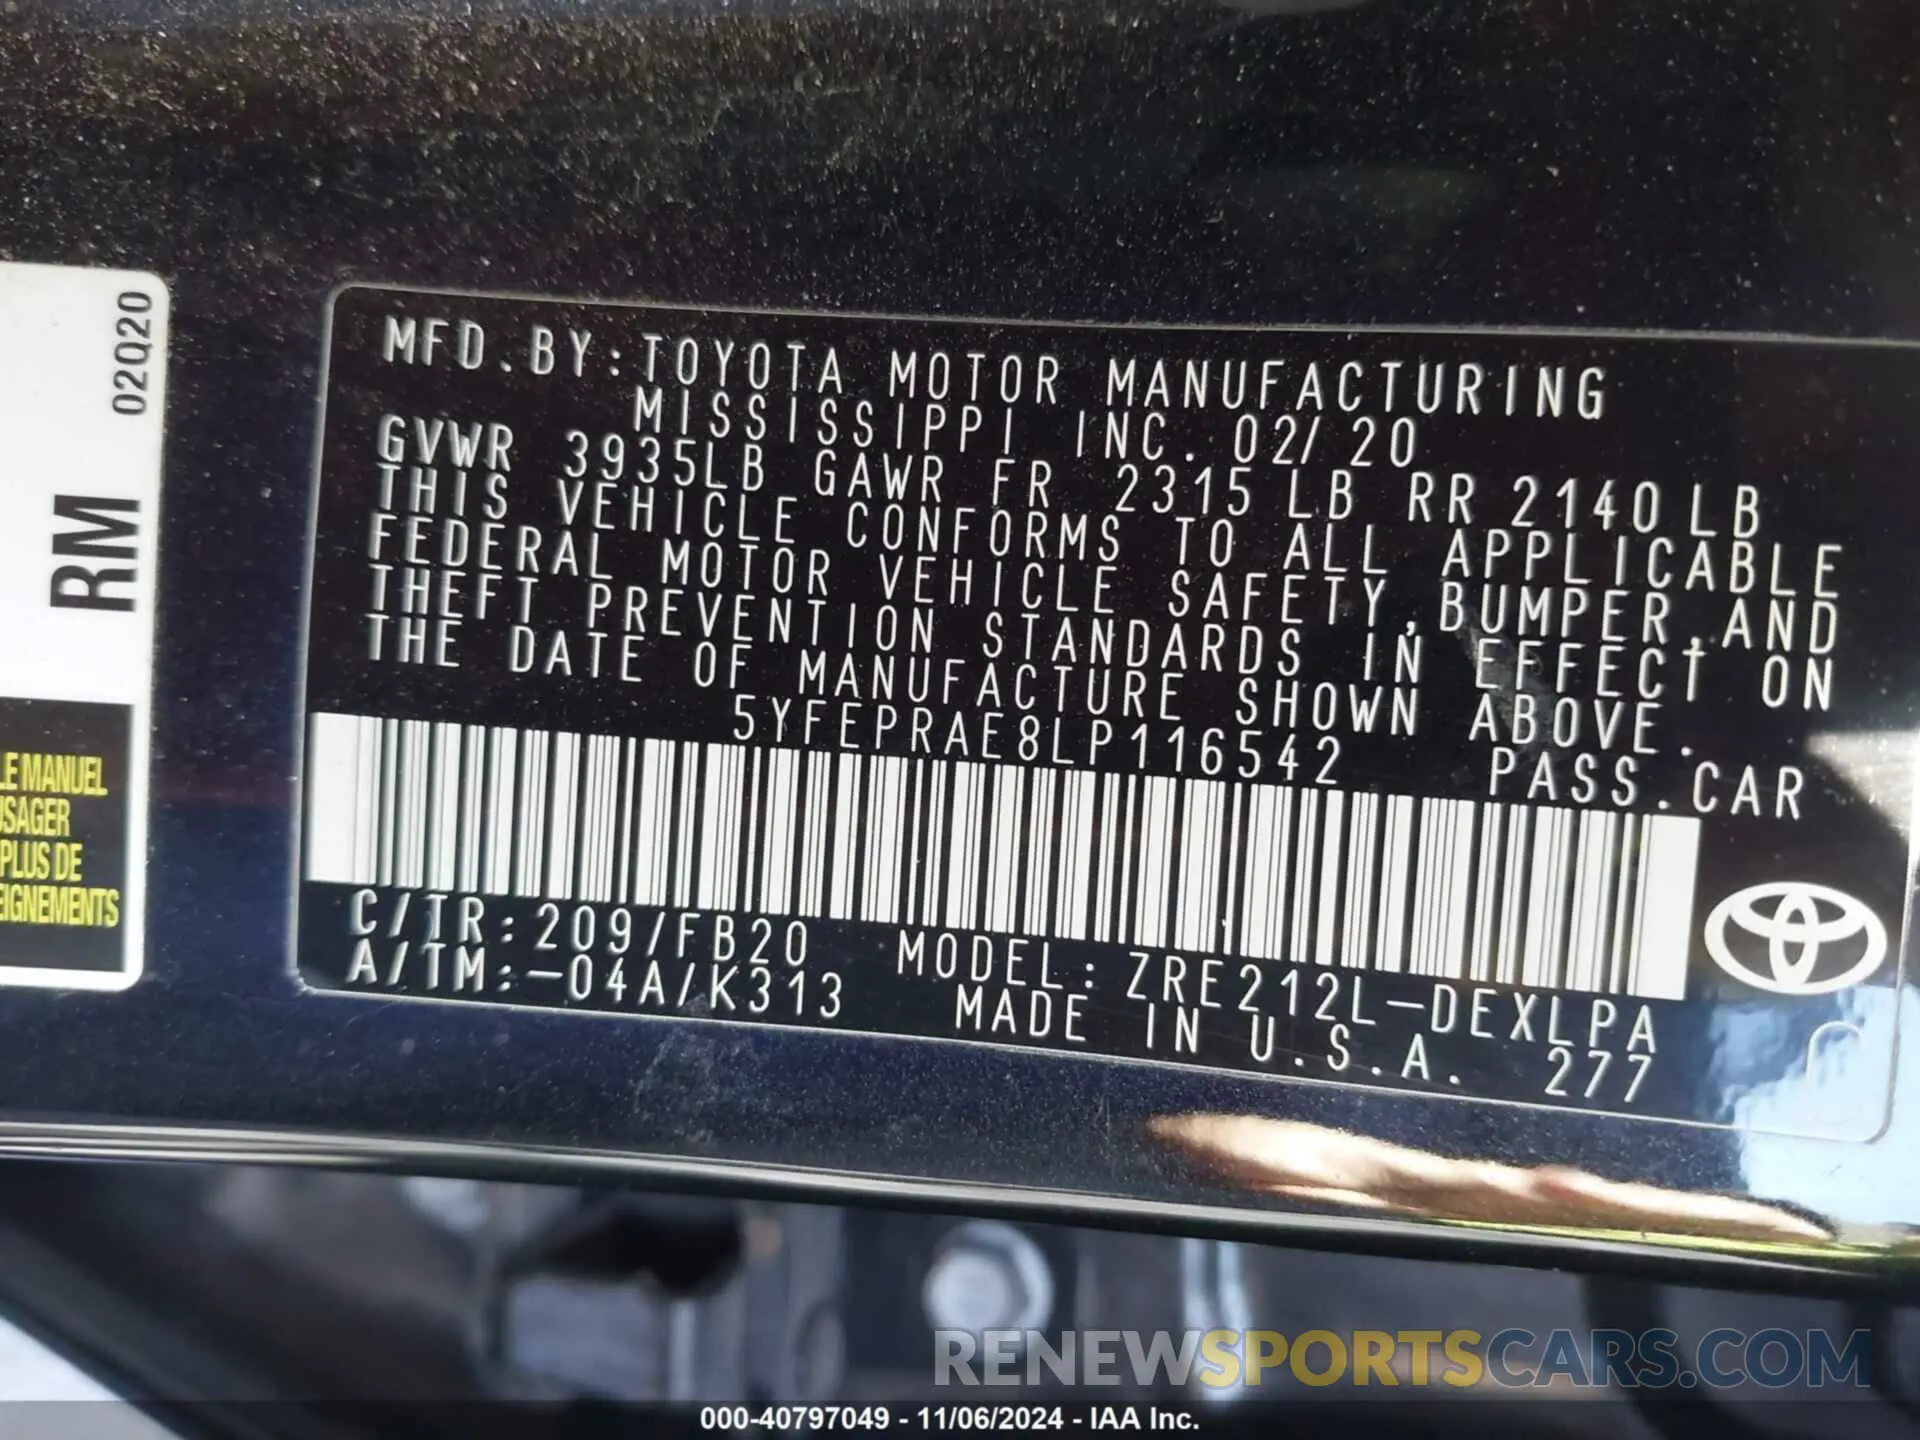 02Q20
RM
LE MANUEL
USAGER
PLUS DE
EIGNEMENTS
MFD.BY:TOYOTA MOTOR MANUFACTURING
MISSISSIPPI INC. 02/20
GVWR 3935LB GAWR FR 2315LB RR 2140LB
THIS VEHICLE CONFORMS TO ALL APPLICABLE
FEDERAL MOTOR VEHICLE SAFETY,BUMPER,AND
THEFT PREVENTION STANDARDS IN EFFECT ON
THE DATE OF MANUFACTURE SHOWN ABOVE.
5YFEPRAE8LP116542 PASS.CAR
C/TR:209/FB20 MODEL:ZRE212L-DEXLPA
A/TM:-04A/K313 MADE IN U.S.A. 277
RENEWSPORTSCARS.COM
000-40797049 - 11/06/2024 - IAA Inc.